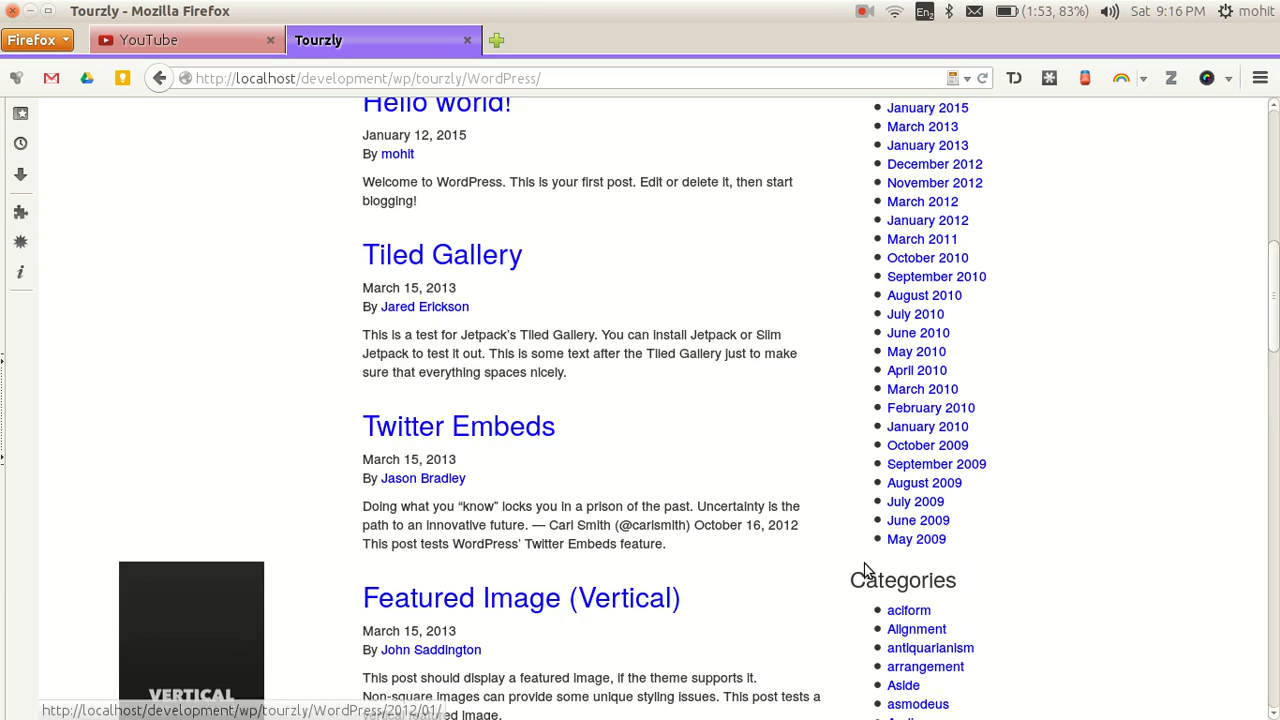 Tourzly - Mozilla Firefox
En2
(1:53, 83%)
Sat 9:16 PM
mohit
Firefox
YouTube
Tourzly
http://localhost/development/wp/tourzly/WordPress/
Hello world!
January 12, 2015
By mohit
Welcome to WordPress. This is your first post. Edit or delete it, then start
blogging!
Tiled Gallery
March 15, 2013
By Jared Erickson
This is a test for Jetpack's Tiled Gallery. You can install Jetpack or Slim
Jetpack to test it out. This is some text after the Tiled Gallery just to make
sure that everything spaces nicely.
Twitter Embeds
March 15, 2013
By Jason Bradley
Doing what you “know” locks you in a prison of the past. Uncertainty is the
path to an innovative future. — Carl Smith (@carlsmith) October 16, 2012
This post tests WordPress’ Twitter Embeds feature.
Featured Image (Vertical)
March 15, 2013
By John Saddington
This post should display a featured image, if the theme supports it.
Non-square images can provide some unique styling issues. This post tests a
vertical featured image.
VERTICAL
January 2015
March 2013
January 2013
December 2012
November 2012
March 2012
January 2012
March 2011
October 2010
September 2010
August 2010
July 2010
June 2010
May 2010
April 2010
March 2010
February 2010
January 2010
October 2009
September 2009
August 2009
July 2009
June 2009
May 2009
Categories
aciform
Alignment
antiquarianism
arrangement
Aside
asmodeus
http://localhost/development/wp/tourzly/WordPress/2012/01/